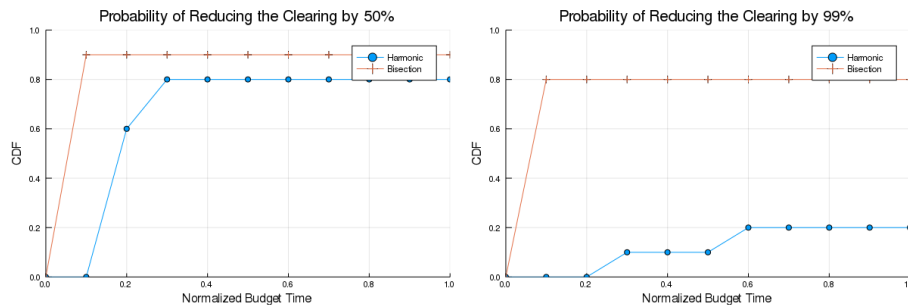 Probability of Reducing the Clearing by 50%
1.0
0.8
0.6
0.4
0.2
0.0
CDF
Harmonic
Bisection
0.0 0.2 0.4 0.6 0.8 1.0
Normalized Budget Time
Probability of Reducing the Clearing by 99%
1.0
0.8
0.6
0.4
0.2
0.0
CDF
Harmonic
Bisection
0.0 0.2 0.4 0.6 0.8 1.0
Normalized Budget Time